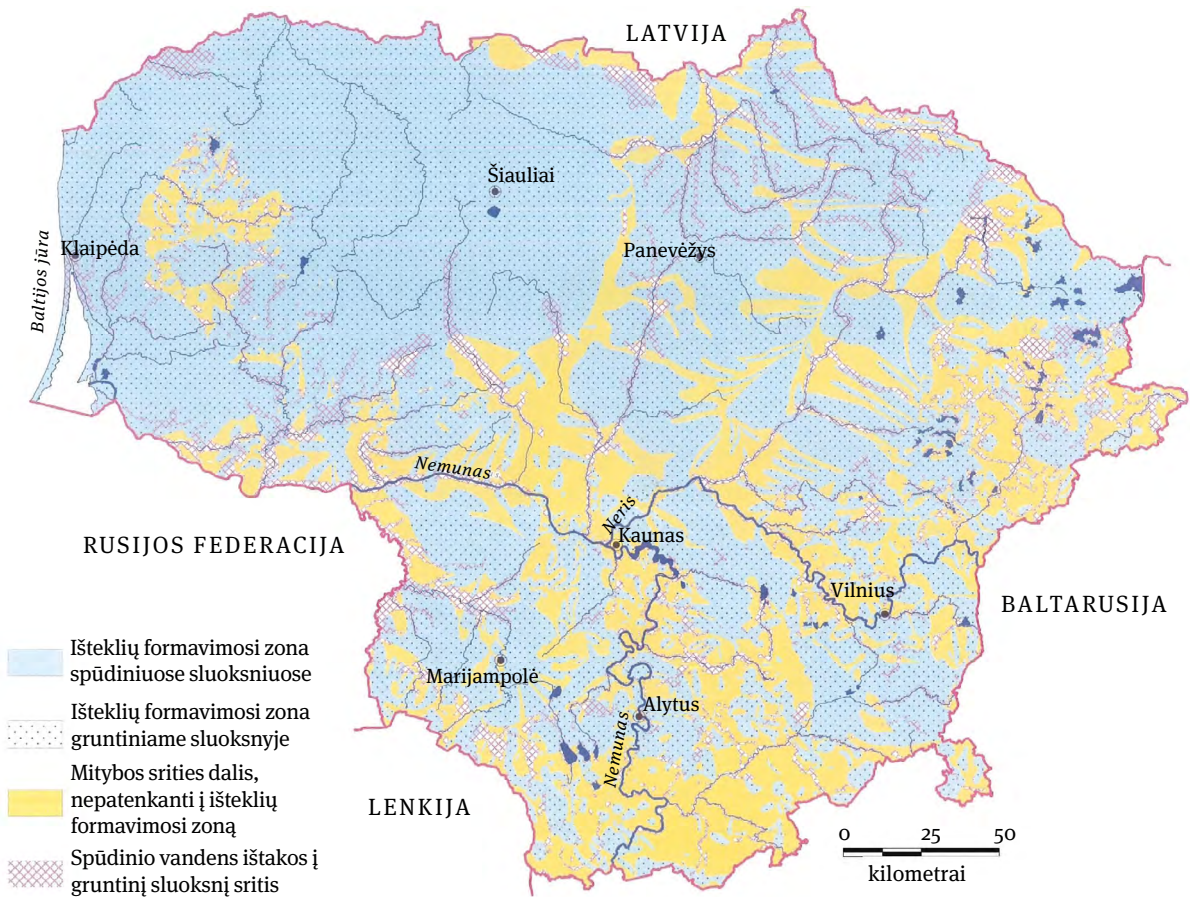 LATVIJA
Šiauliai
Klaipėda
Panevėžys
Baltijos jūra
Nemunas
Neris
Kaunas
RUSIJOS FEDERACIJA
Vilnius
BALTARUSIJA
Marijampolė
Alytus
Nemunas
LENKIJA
Išteklių formavimosi zona
spūdiniuose sluoksniuose
Išteklių formavimosi zona
gruntiniame sluoksnyje
Mitybos srities dalis,
nepatenkanti į išteklių
formavimosi zoną
Spūdinio vandens ištakos į
gruntinį sluoksnį sritis
0 25 50
kilometrai